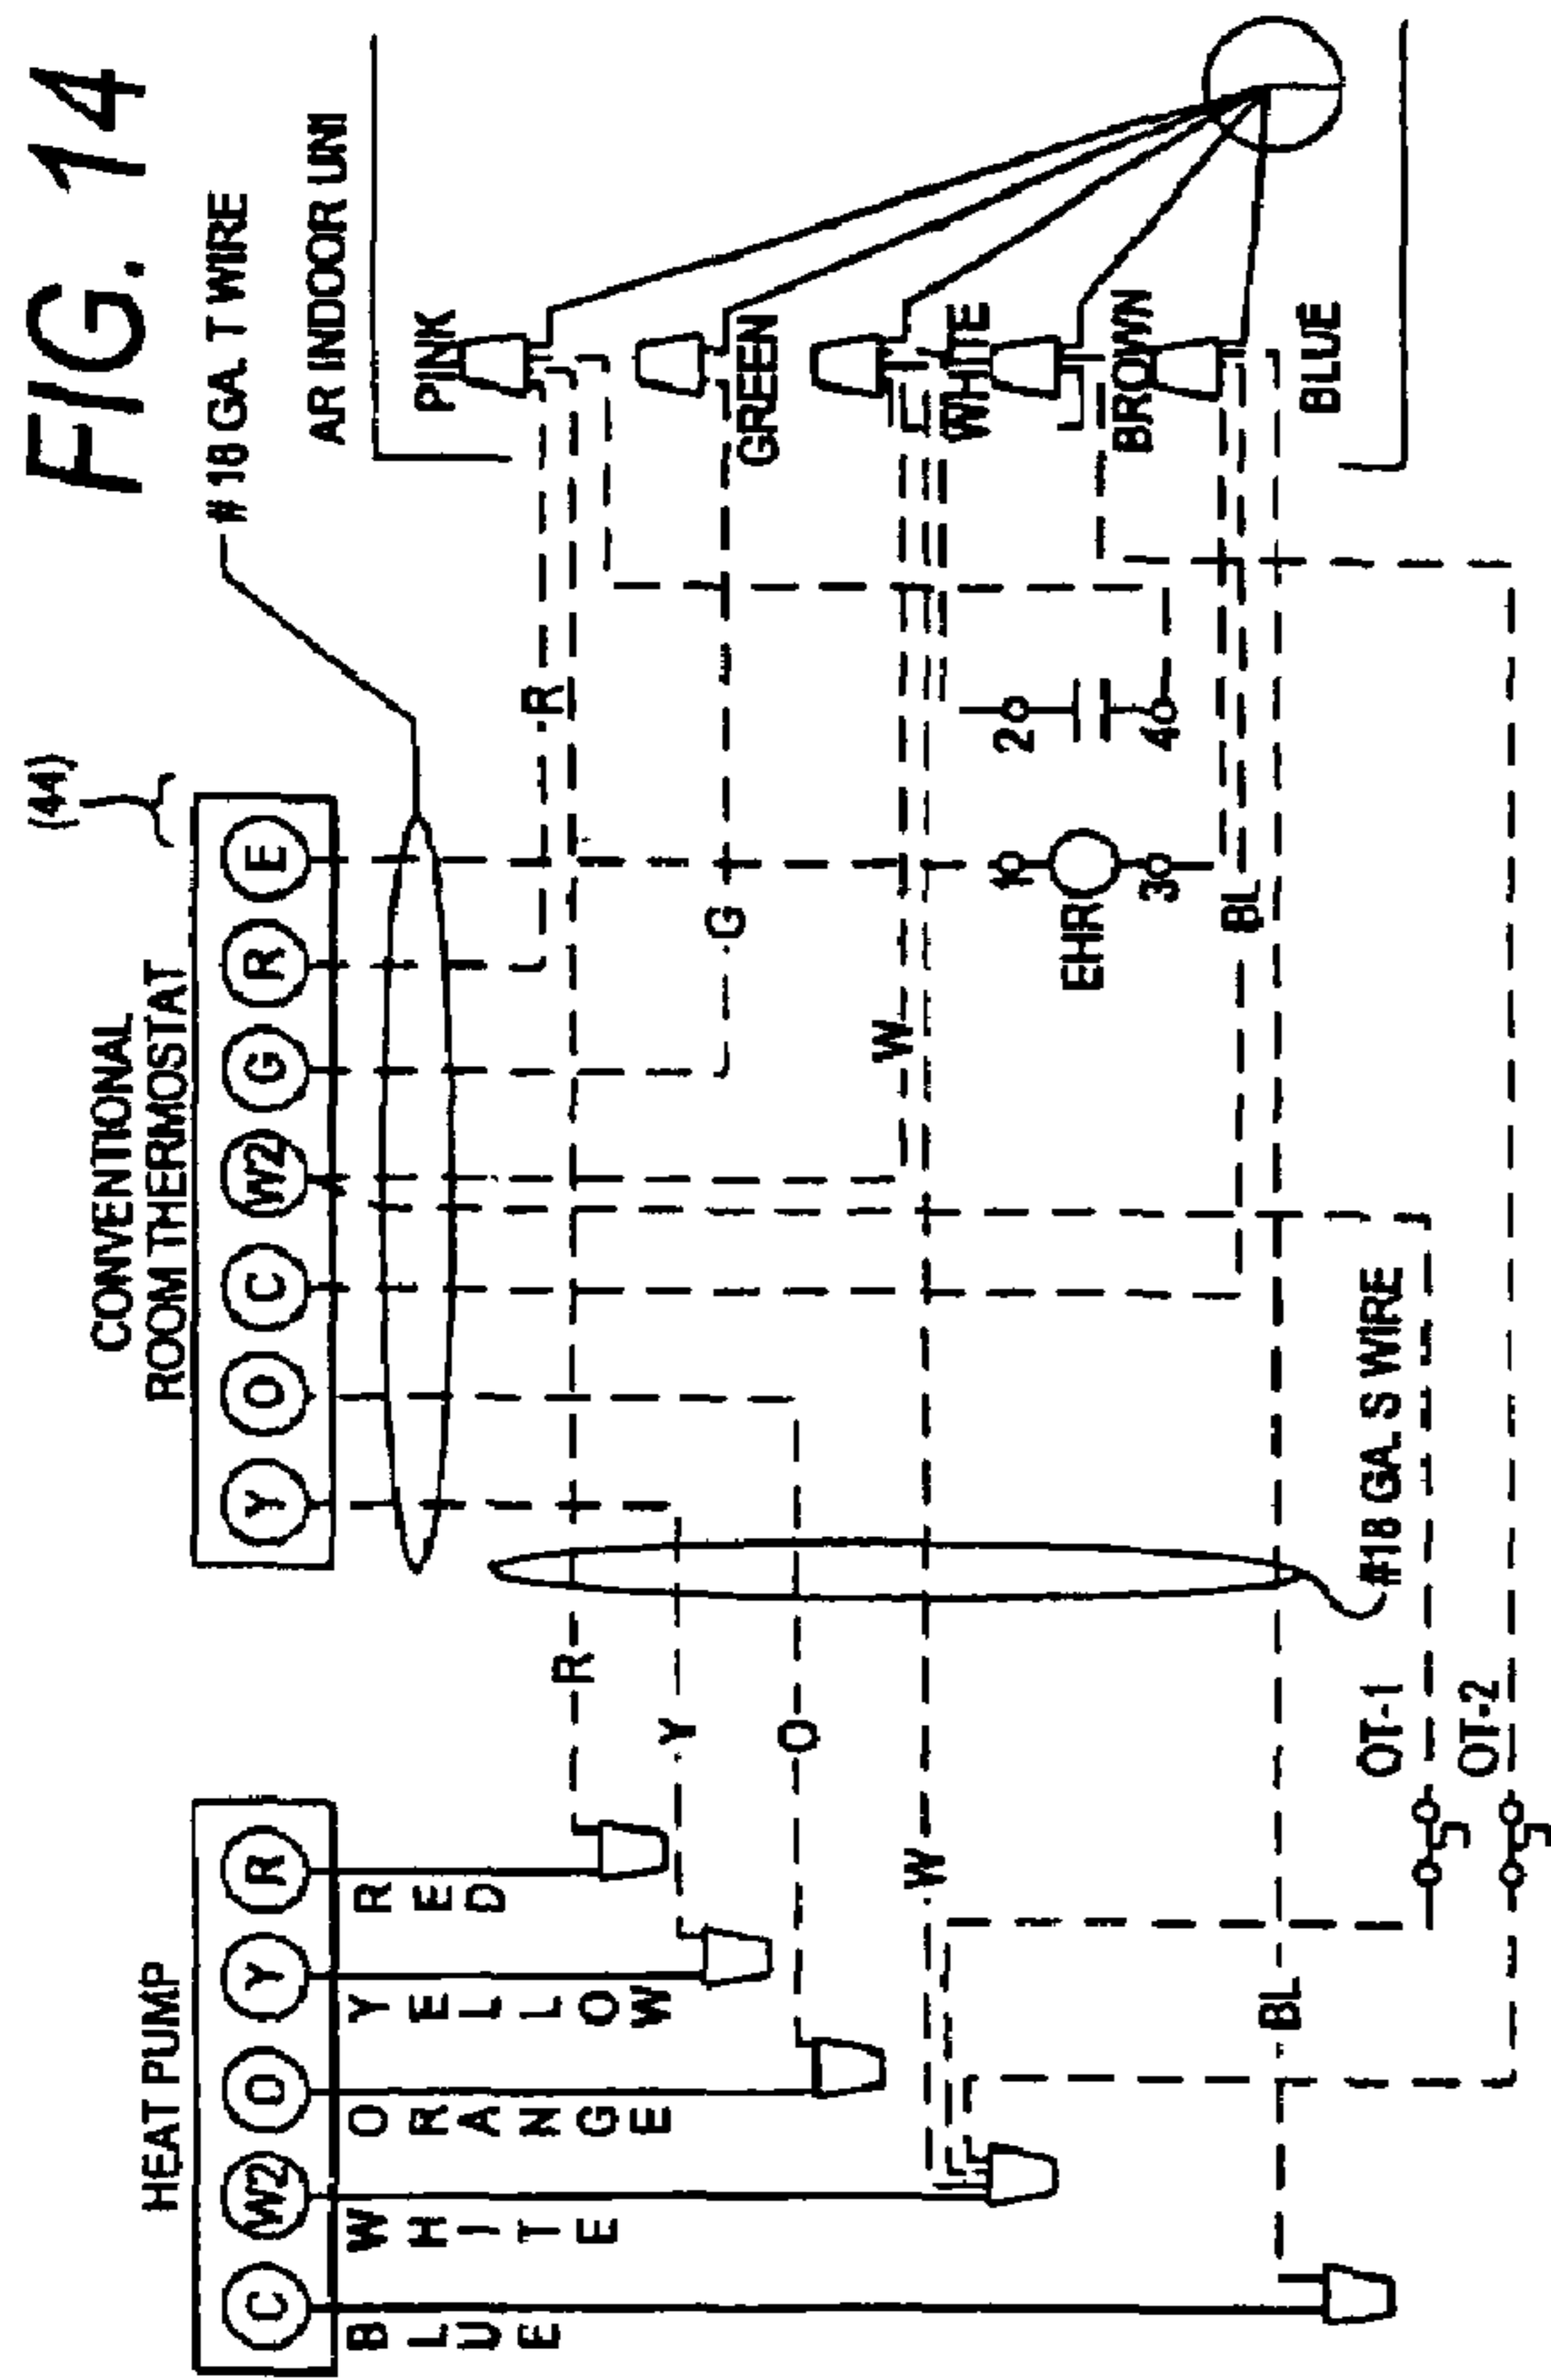 FIG. 14
(44)
# 18 GA. T WIRE
CONVENTIONAL
ROOM THERMOSTAT
Y O C W2 G R E
AR INDOOR UNI
HEAT PUMP
C W2 O Y R
BLUE
WHITE
ORANGE
YELLOW
RED
PINK
GREEN
WHITE
BROWN
BLUE
R
R
Y
G
O
W
W
EHR
1
3
2
4
BL
BL
#18 GA. S WIRE
OT-1
OT-2